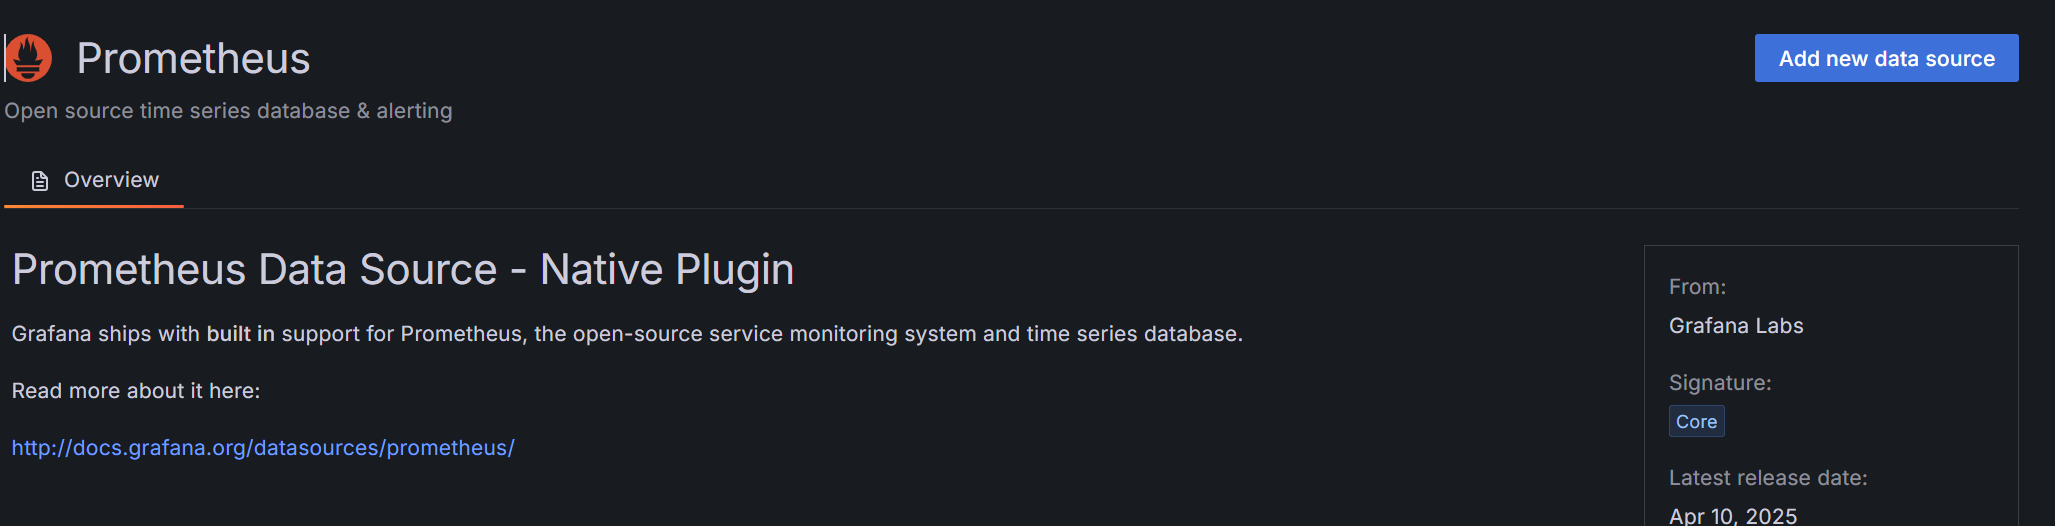 Prometheus
Add new data source
Open source time series database & alerting
Overview
Prometheus Data Source - Native Plugin
Grafana ships with built in support for Prometheus, the open-source service monitoring system and time series database.
Read more about it here:
http://docs.grafana.org/datasources/prometheus/
From:
Grafana Labs
Signature:
Core
Latest release date:
Apr 10, 2025